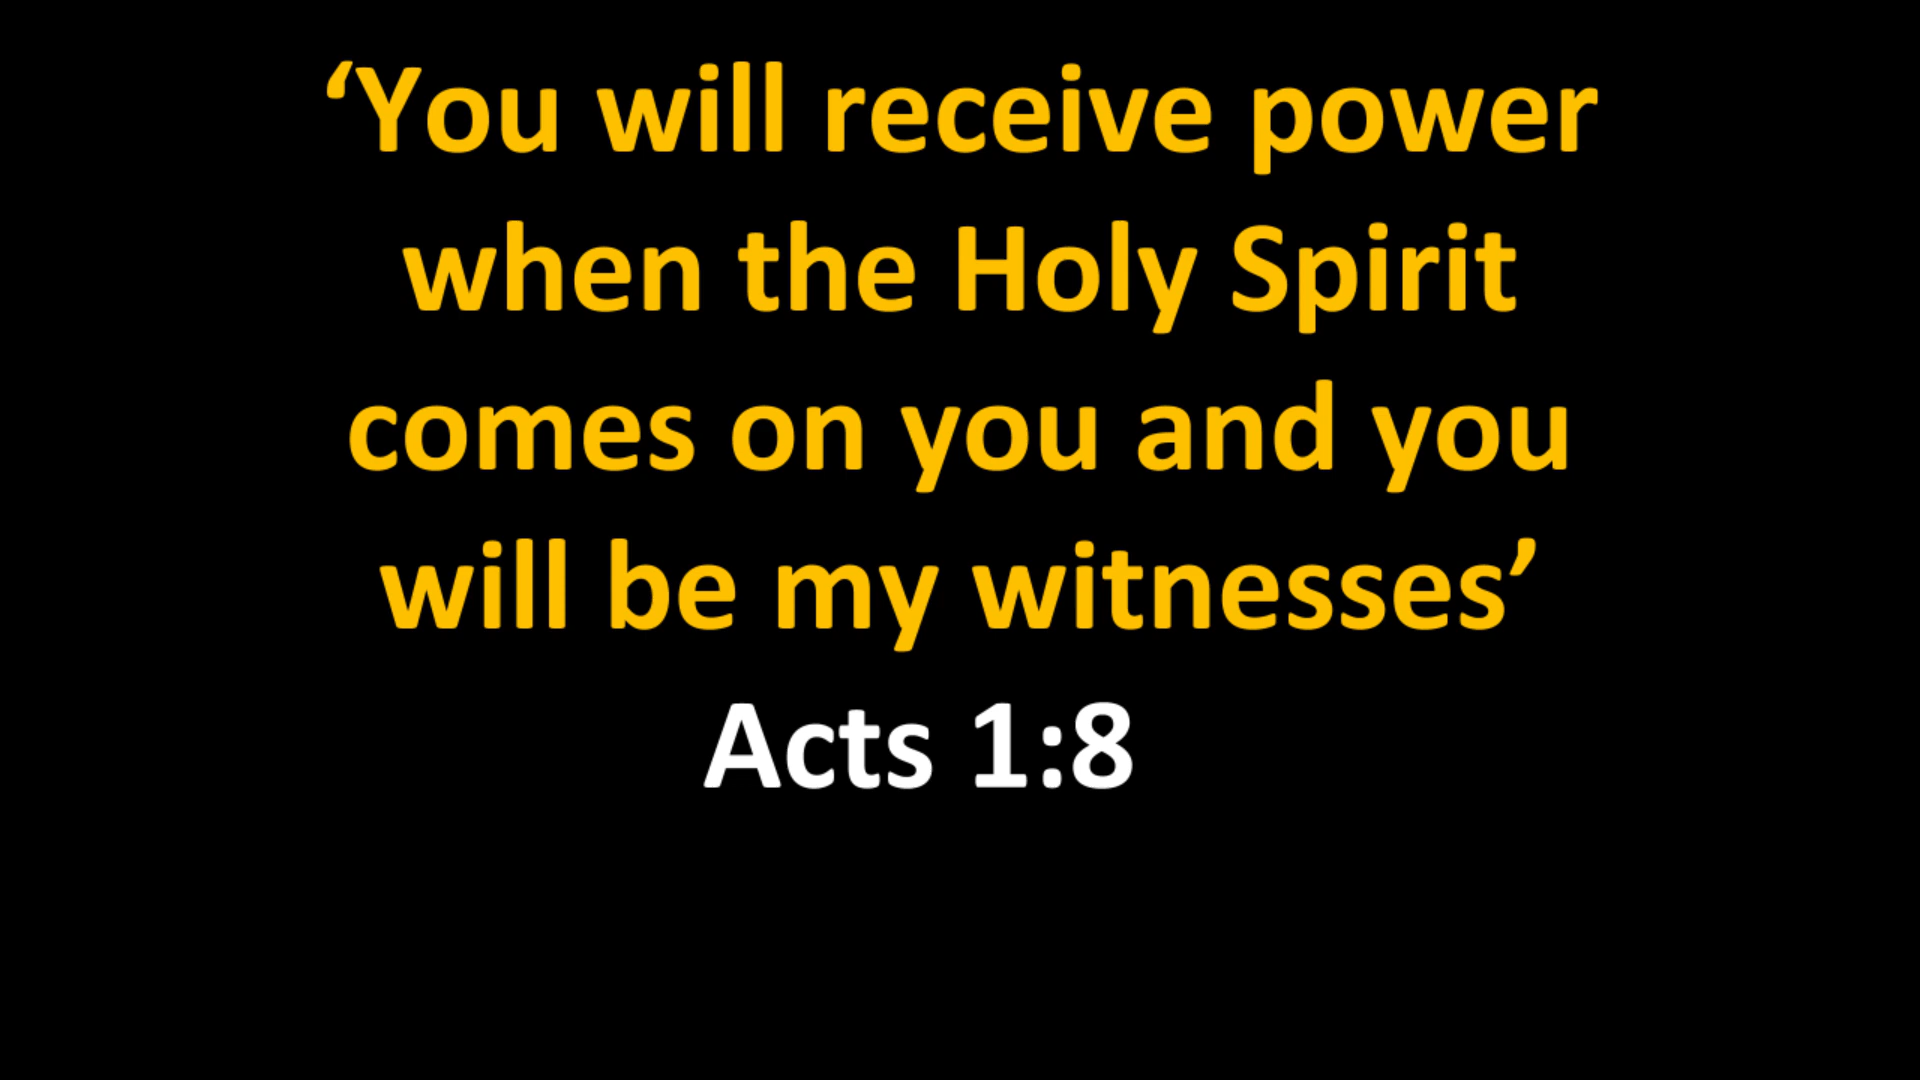 ‘You will receive power
when the Holy Spirit
comes on you and you
will be my witnesses’
Acts 1:8